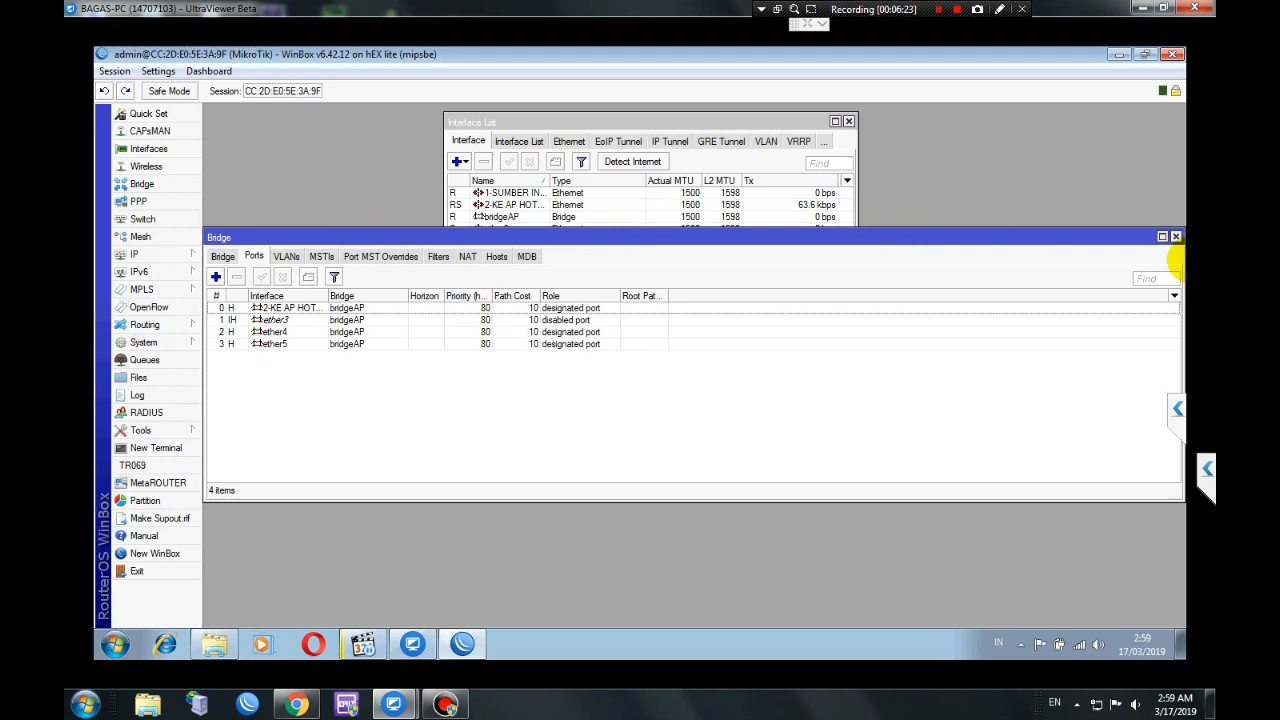 BAGAS-PC (14707103) - UltraViewer Beta
Recording [00:06:23]
admin@CC:2D:E0:5E:3A:9F (MikroTik) - WinBox v6.42.12 on hEX lite (mipsbe)
Session Settings Dashboard
Safe Mode Session: CC:2D:E0:5E:3A:9F
Quick Set
CAPsMAN
Interfaces
Wireless
Bridge
PPP
Switch
Mesh
IP
IPv6
MPLS
OpenFlow
Routing
System
Queues
Files
Log
RADIUS
Tools
New Terminal
TR069
MetaROUTER
Partition
Make Supout.rif
Manual
New WinBox
Exit
RouterOS WinBox
Interface List
Interface Interface List Ethernet EoIP Tunnel IP Tunnel GRE Tunnel VLAN VRRP ...
Detect Internet Find
Name Type Actual MTU L2 MTU Tx
R 1-SUMBER IN... Ethernet 1500 1598 0 bps
RS 2-KE AP HOT... Ethernet 1500 1598 63.6 kbps
R bridgeAP Bridge 1500 1598 0 bps
Bridge
Bridge Ports VLANs MSTIs Port MST Overrides Filters NAT Hosts MDB
Find
# Interface Bridge Horizon Priority (h... Path Cost Role Root Pat...
0 H 2-KE AP HOT... bridgeAP 80 10 designated port
1 IH ether3 bridgeAP 80 10 disabled port
2 H ether4 bridgeAP 80 10 designated port
3 H ether5 bridgeAP 80 10 designated port
4 items
321
IN 2:59
17/03/2019
EN 2:59 AM
3/17/2019